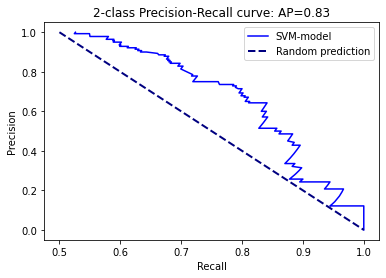 2-class Precision-Recall curve: AP=0.83
SVM-model
Random prediction
Precision
1.0
0.8
0.6
0.4
0.2
0.0
0.5 0.6 0.7 0.8 0.9 1.0
Recall